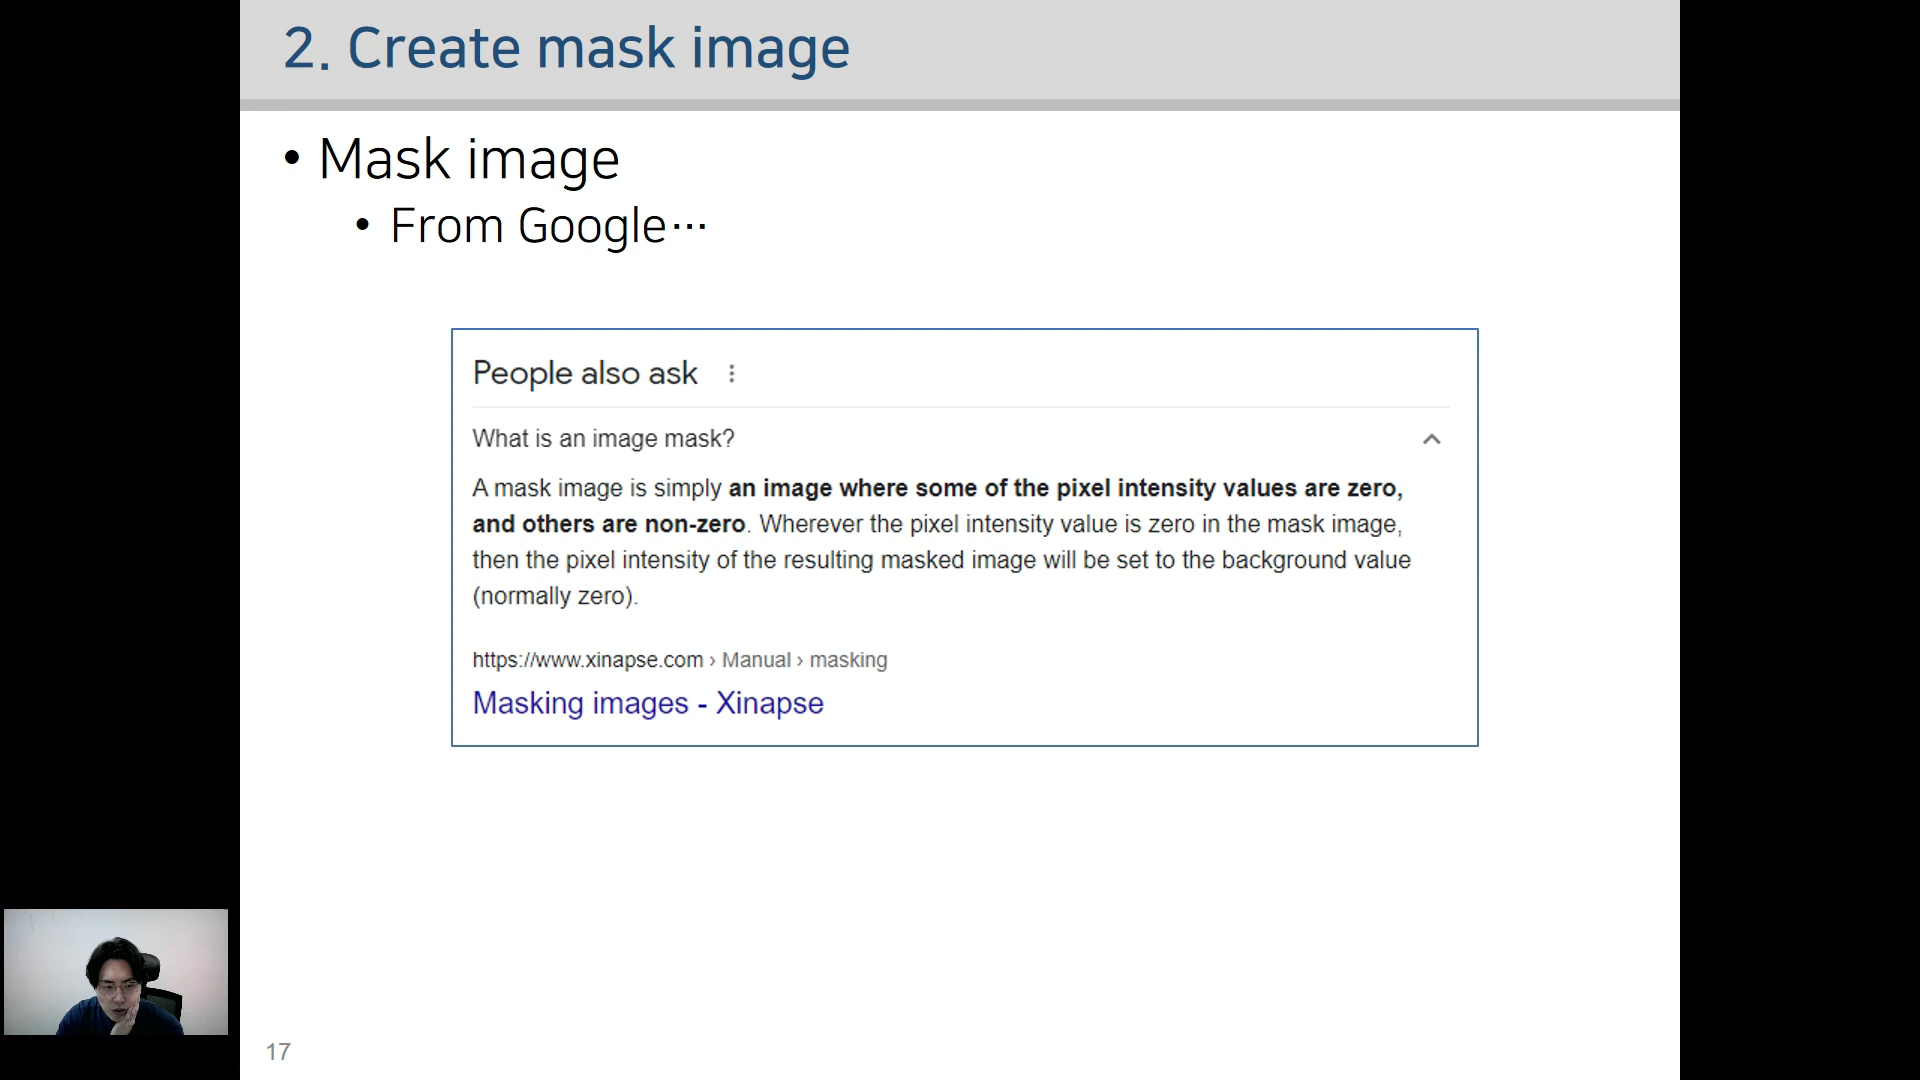 2. Create mask image
• Mask image
• From Google⋯
People also ask
What is an image mask?
A mask image is simply an image where some of the pixel intensity values are zero,
and others are non-zero. Wherever the pixel intensity value is zero in the mask image,
then the pixel intensity of the resulting masked image will be set to the background value
(normally zero).
https://www.xinapse.com › Manual › masking
Masking images - Xinapse
17